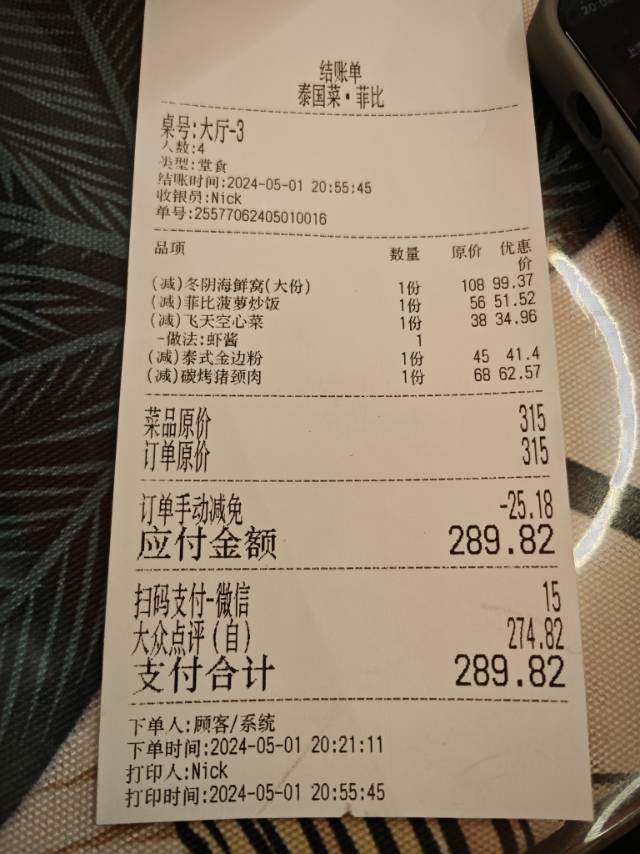 结账单
泰国菜·菲比
桌号:大厅-3
人数:4
类型:堂食
结账时间:2024-05-01 20:55:45
收银员:Nick
单号:25577062405010016
品项 数量 原价 优惠价
(减)冬阴海鲜窝(大份) 1份 108 99.37
(减)菲比菠萝炒饭 1份 56 51.52
(减)飞天空心菜 1份 38 34.96
-做法:虾酱 1
(减)泰式金边粉 1份 45 41.4
(减)碳烤猪颈肉 1份 68 62.57
菜品原价 315
订单原价 315
订单手动减免 -25.18
应付金额 289.82
扫码支付-微信 15
大众点评(自) 274.82
支付合计 289.82
下单人:顾客/系统
下单时间:2024-05-01 20:21:11
打印人:Nick
打印时间:2024-05-01 20:55:45